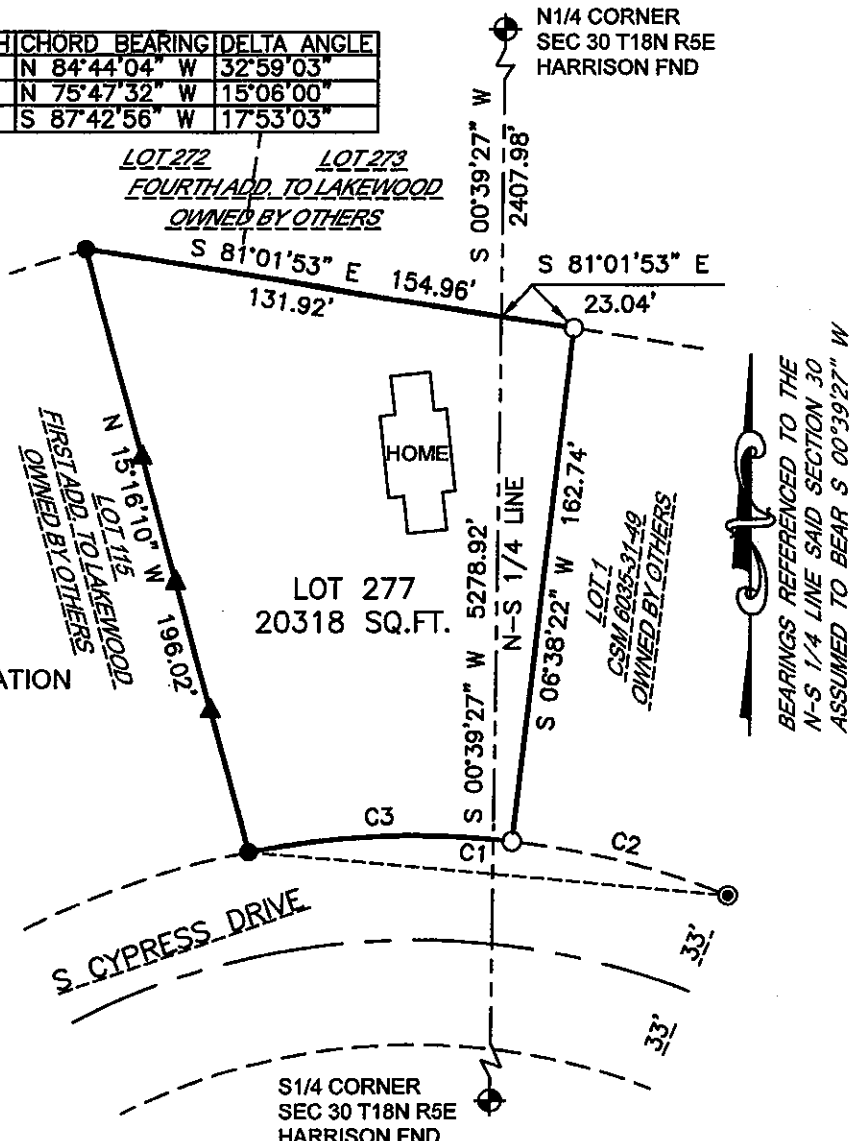 N1/4 CORNER
SEC 30 T18N R5E
HARRISON FND
H CHORD BEARING DELTA ANGLE
N 84°44'04" W 32°59'03"
N 75°47'32" W 15°06'00"
S 87°42'56" W 17°53'03"
LOT 272 LOT 273
FOURTH ADD. TO LAKEWOOD
OWNED BY OTHERS
S 00°39'27" W
2407.98'
S 81°01'53" E
154.96'
131.92'
S 81°01'53" E
23.04'
N 15°16'10" W
196.02'
FIRST ADD. TO LAKEWOOD
LOT 115
OWNED BY OTHERS
HOME
LOT 277
20318 SQ.FT.
S 00°39'27" W 5278.92'
N-S 1/4 LINE
S 06°38'22" W 162.74'
LOT 1
CSM 6035-31-49
OWNED BY OTHERS
BEARINGS REFERENCED TO THE
N-S 1/4 LINE SAID SECTION 30
ASSUMED TO BEAR S 00°39'27" W
ATION
C3
C1
C2
S CYPRESS DRIVE
33'
33'
S1/4 CORNER
SEC 30 T18N R5E
HARRISON FND